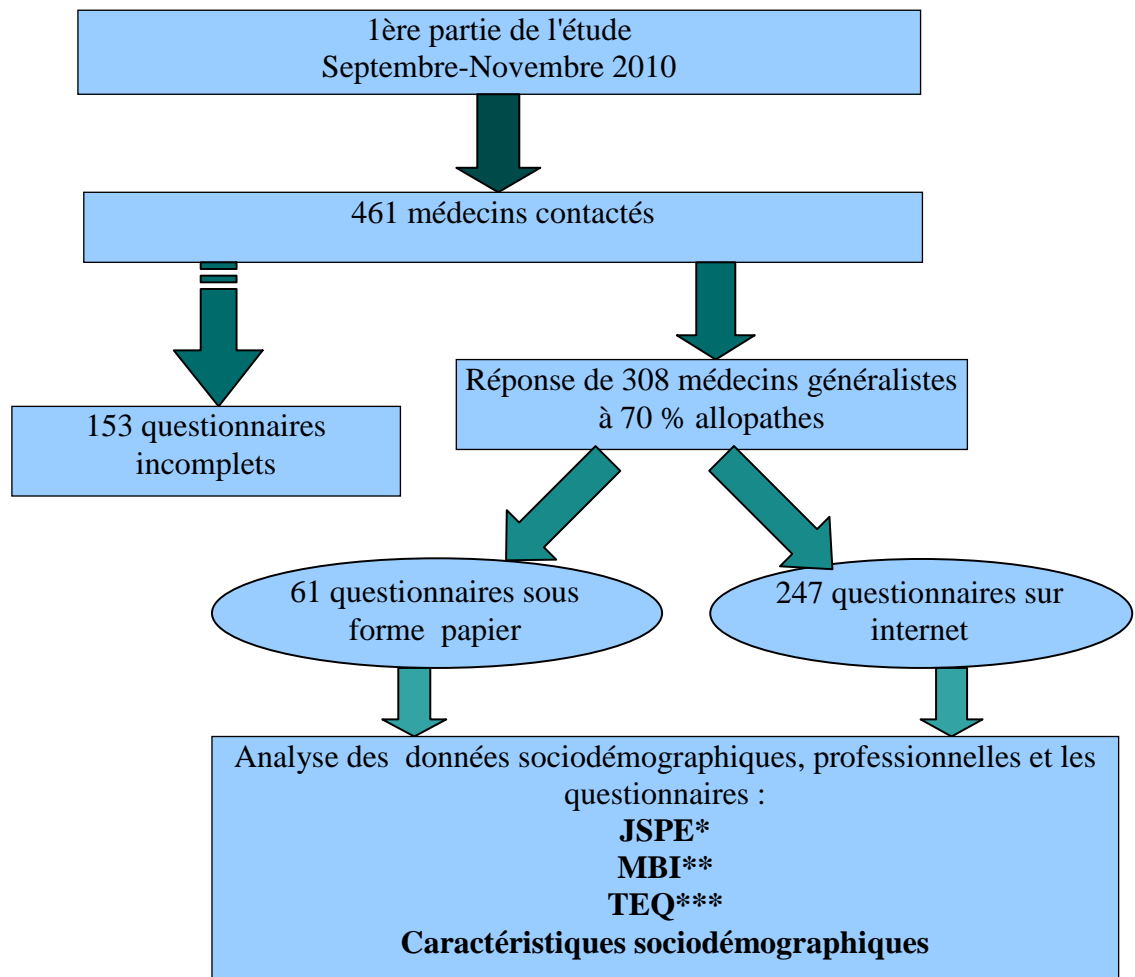 1ère partie de l'étude
Septembre-Novembre 2010
461 médecins contactés
Réponse de 308 médecins généralistes
à 70 % allopathes
153 questionnaires
incomplets
61 questionnaires sous
forme papier
247 questionnaires sur
internet
Analyse des données sociodémographiques, professionnelles et les
questionnaires :
JSPE*
MBI**
TEQ***
Caractéristiques sociodémographiques